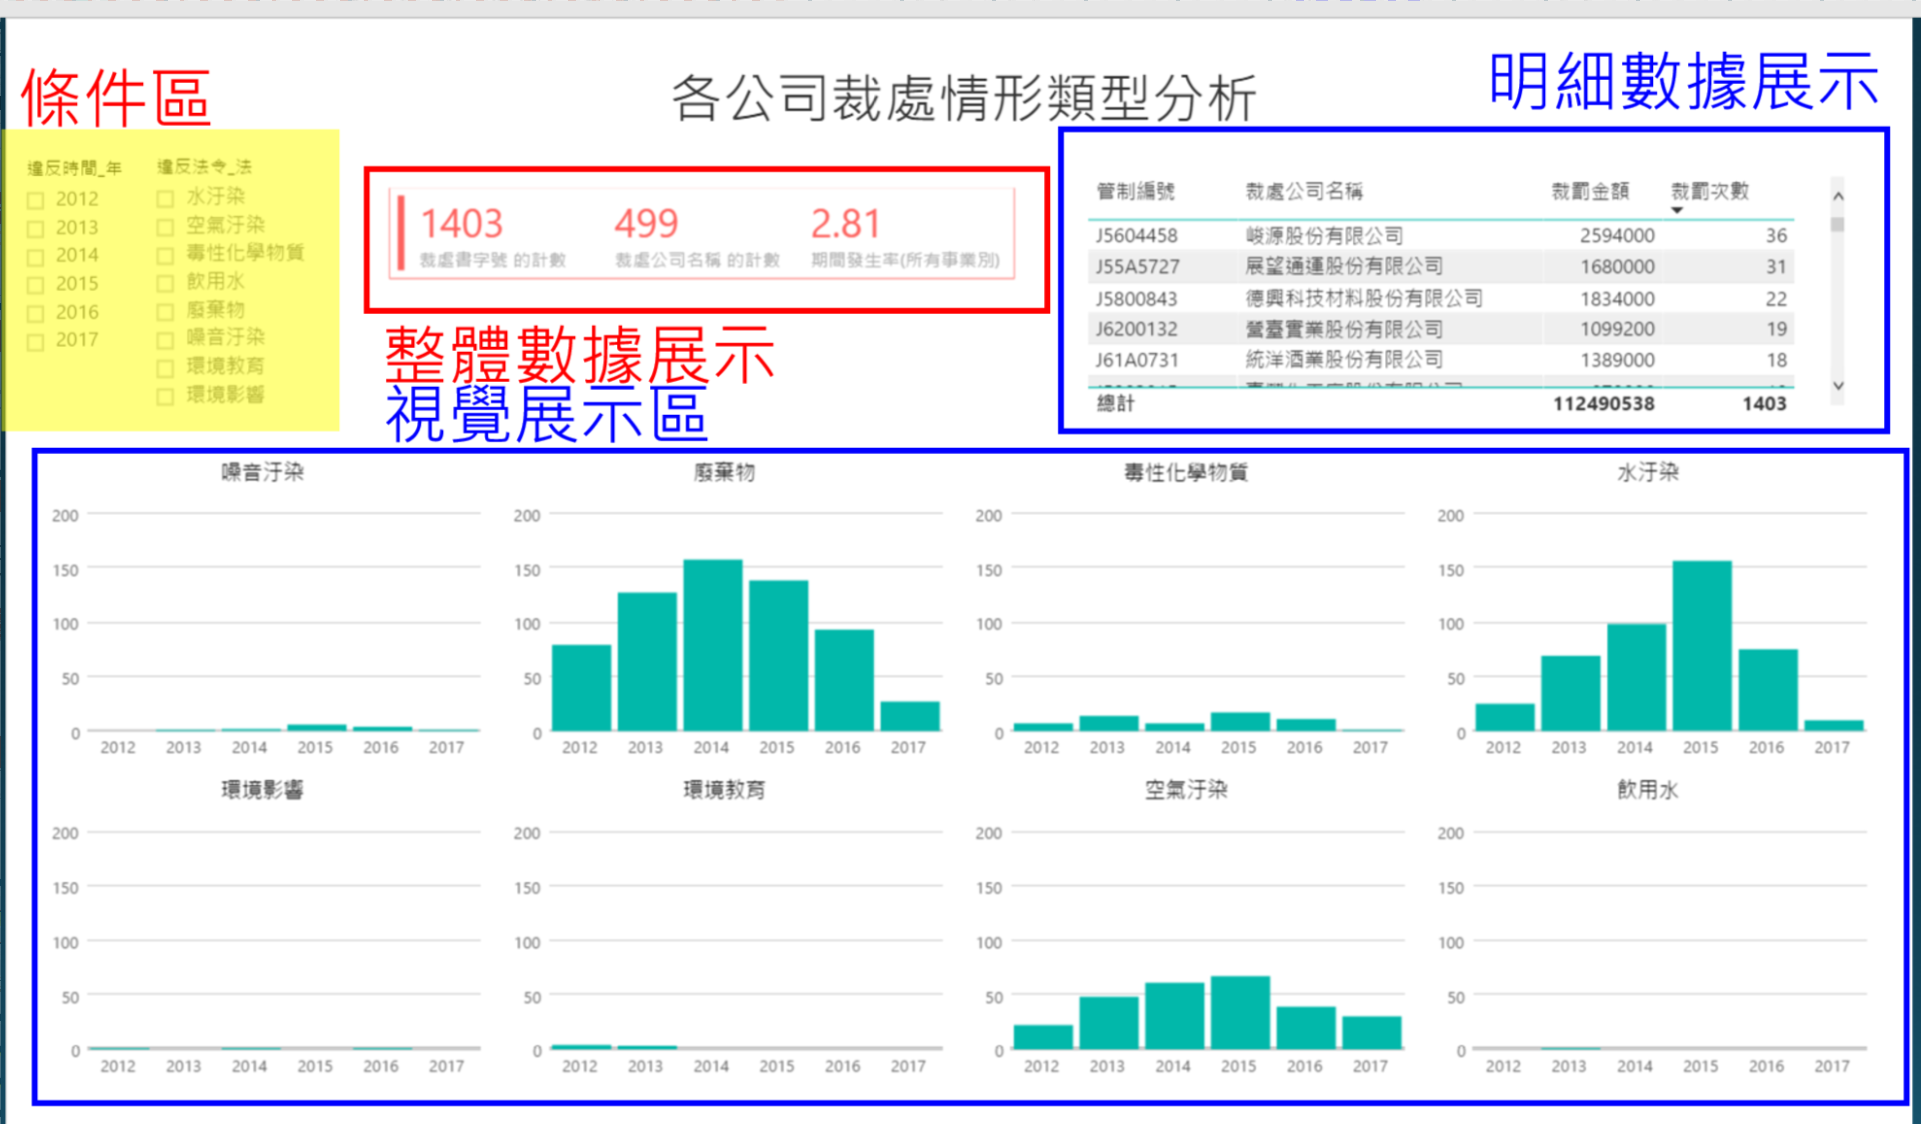 條件區
各公司裁處情形類型分析
明細數據展示
違反時間_年
2012
2013
2014
2015
2016
2017
違反法令_法
水汙染
空氣汙染
毒性化學物質
飲用水
廢棄物
噪音汙染
環境教育
環境影響
1403 499 2.81
裁處書字號 的計數 裁處公司名稱 的計數 期間發生率(所有事業別)
整體數據展示
視覺展示區
管制編號 裁處公司名稱 裁罰金額 裁罰次數
J5604458 峻源股份有限公司 2594000 36
J55A5727 展望通運股份有限公司 1680000 31
J5800843 德興科技材料股份有限公司 1834000 22
J6200132 營臺實業股份有限公司 1099200 19
J61A0731 統洋酒業股份有限公司 1389000 18
總計 112490538 1403
噪音汙染
200
150
100
50
0
2012 2013 2014 2015 2016 2017
廢棄物
200
150
100
50
0
2012 2013 2014 2015 2016 2017
毒性化學物質
200
150
100
50
0
2012 2013 2014 2015 2016 2017
水汙染
200
150
100
50
0
2012 2013 2014 2015 2016 2017
環境影響
200
150
100
50
0
2012 2013 2014 2015 2016 2017
環境教育
200
150
100
50
0
2012 2013 2014 2015 2016 2017
空氣汙染
200
150
100
50
0
2012 2013 2014 2015 2016 2017
飲用水
200
150
100
50
0
2012 2013 2014 2015 2016 2017